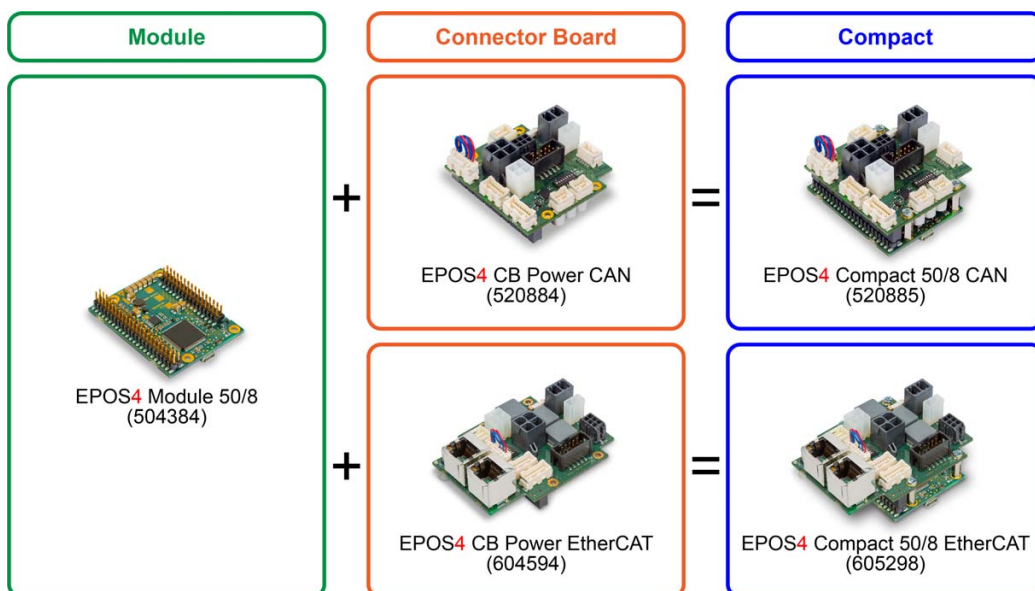 Module
Connector Board
Compact
+
=
EPOS4 CB Power CAN
(520884)
EPOS4 Compact 50/8 CAN
(520885)
EPOS4 Module 50/8
(504384)
+
=
EPOS4 CB Power EtherCAT
(604594)
EPOS4 Compact 50/8 EtherCAT
(605298)